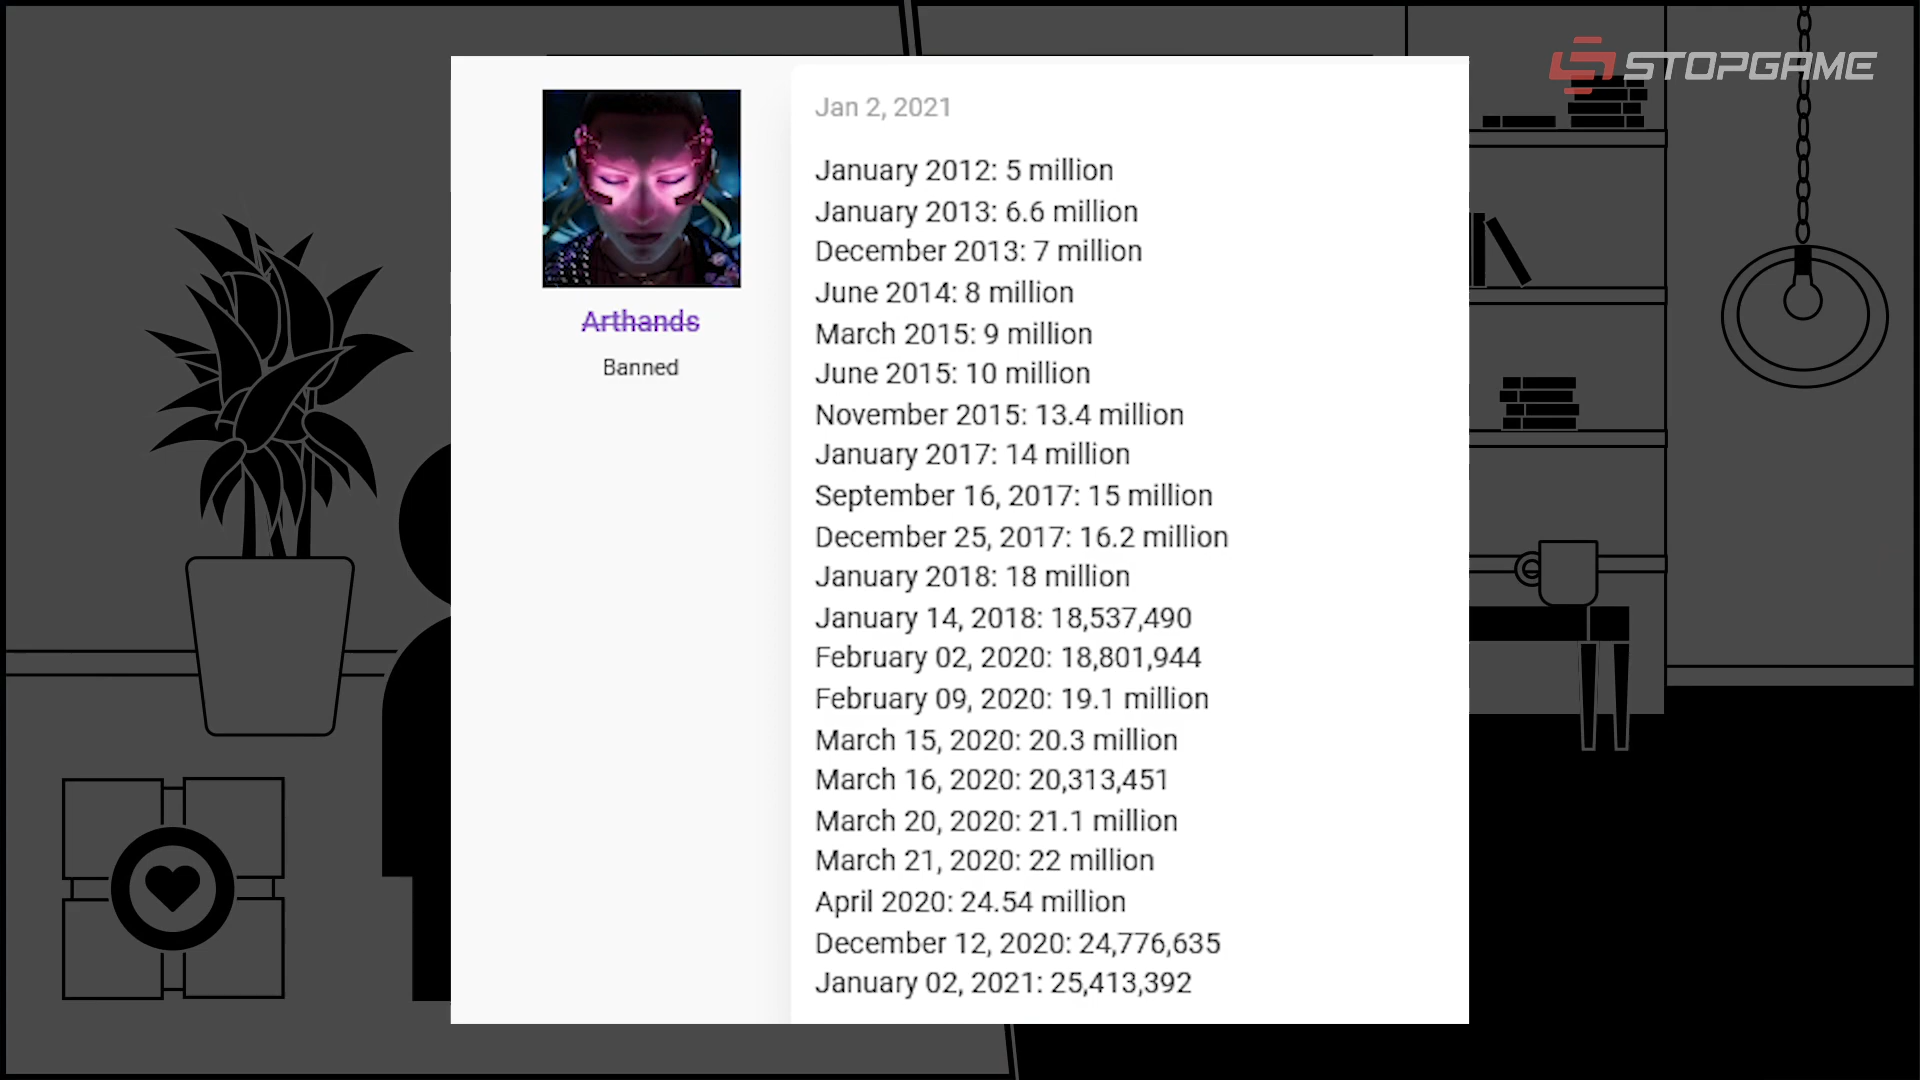 STOPGAME
Jan 2, 2021
Arthands
Banned
January 2012: 5 million
January 2013: 6.6 million
December 2013: 7 million
June 2014: 8 million
March 2015: 9 million
June 2015: 10 million
November 2015: 13.4 million
January 2017: 14 million
September 16, 2017: 15 million
December 25, 2017: 16.2 million
January 2018: 18 million
January 14, 2018: 18,537,490
February 02, 2020: 18,801,944
February 09, 2020: 19.1 million
March 15, 2020: 20.3 million
March 16, 2020: 20,313,451
March 20, 2020: 21.1 million
March 21, 2020: 22 million
April 2020: 24.54 million
December 12, 2020: 24,776,635
January 02, 2021: 25,413,392